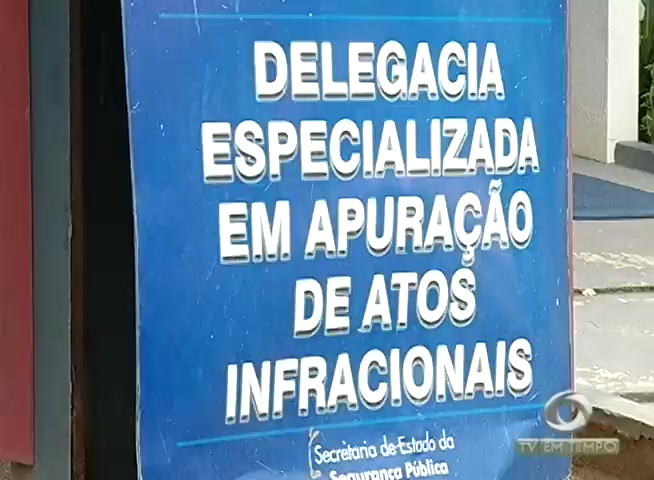 DELEGACIA
ESPECIALIZADA
EM APURAÇÃO
DE ATOS
INFRACIONAIS
Secretaria de Estado da
Segurança Pública
TV EM TEMPO